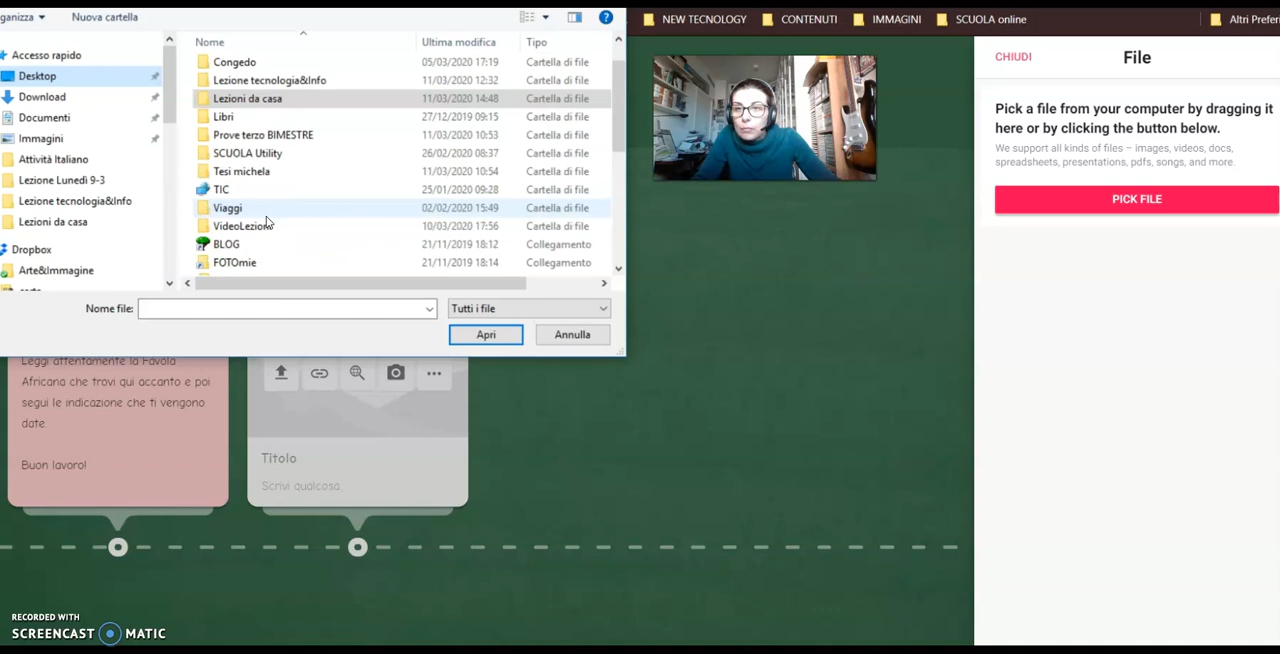 ganizza Nuova cartella
NEW TECNOLOGY CONTENUTI IMMAGINI SCUOLA online Altri Prefer
Nome Ultima modifica Tipo
Accesso rapido
Desktop
Download
Documenti
Immagini
Attività Italiano
Lezione Lunedì 9-3
Lezione tecnologia&Info
Lezioni da casa
Dropbox
Arte&Immagine
Congedo 05/03/2020 17:19 Cartella di file
Lezione tecnologia&Info 11/03/2020 12:32 Cartella di file
Lezioni da casa 11/03/2020 14:48 Cartella di file
Libri 27/12/2019 09:15 Cartella di file
Prove terzo BIMESTRE 11/03/2020 10:53 Cartella di file
SCUOLA Utility 26/02/2020 08:37 Cartella di file
Tesi michela 11/03/2020 10:54 Cartella di file
TIC 25/01/2020 09:28 Cartella di file
Viaggi 02/02/2020 15:49 Cartella di file
VideoLezioni 10/03/2020 17:56 Cartella di file
BLOG 21/11/2019 18:12 Collegamento
FOTOmie 21/11/2019 18:14 Collegamento
Nome file: Tutti i file
Apri Annulla
CHIUDI File
Pick a file from your computer by dragging it
here or by clicking the button below.
We support all kinds of files – images, videos, docs,
spreadsheets, presentations, pdfs, songs, and more.
PICK FILE
Leggi attentamente la Favola
Africana che trovi qui accanto e poi
segui le indicazione che ti vengono
date.
Buon lavoro!
Titolo
Scrivi qualcosa.
RECORDED WITH
SCREENCAST MATIC